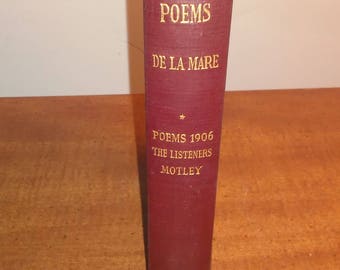 POEMS
DE LA MARE
*
POEMS 1906
THE LISTENERS
MOTLEY